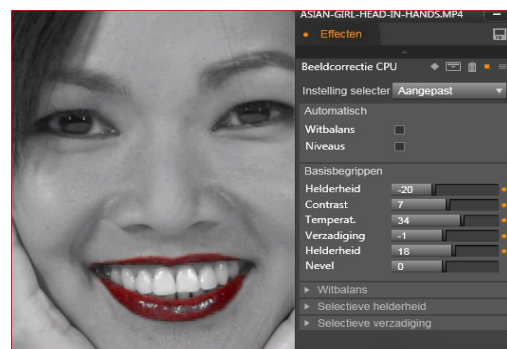 ASIAN-GIRL-HEAD-IN-HANDS.MP4
Effecten
Beeldcorrectie CPU
Instelling selecter Aangepast
Automatisch
Witbalans
Niveaus
Basisbegrippen
Helderheid -20
Contrast 7
Temperat. 34
Verzadiging -1
Helderheid 18
Nevel 0
Witbalans
Selectieve helderheid
Selectieve verzadiging